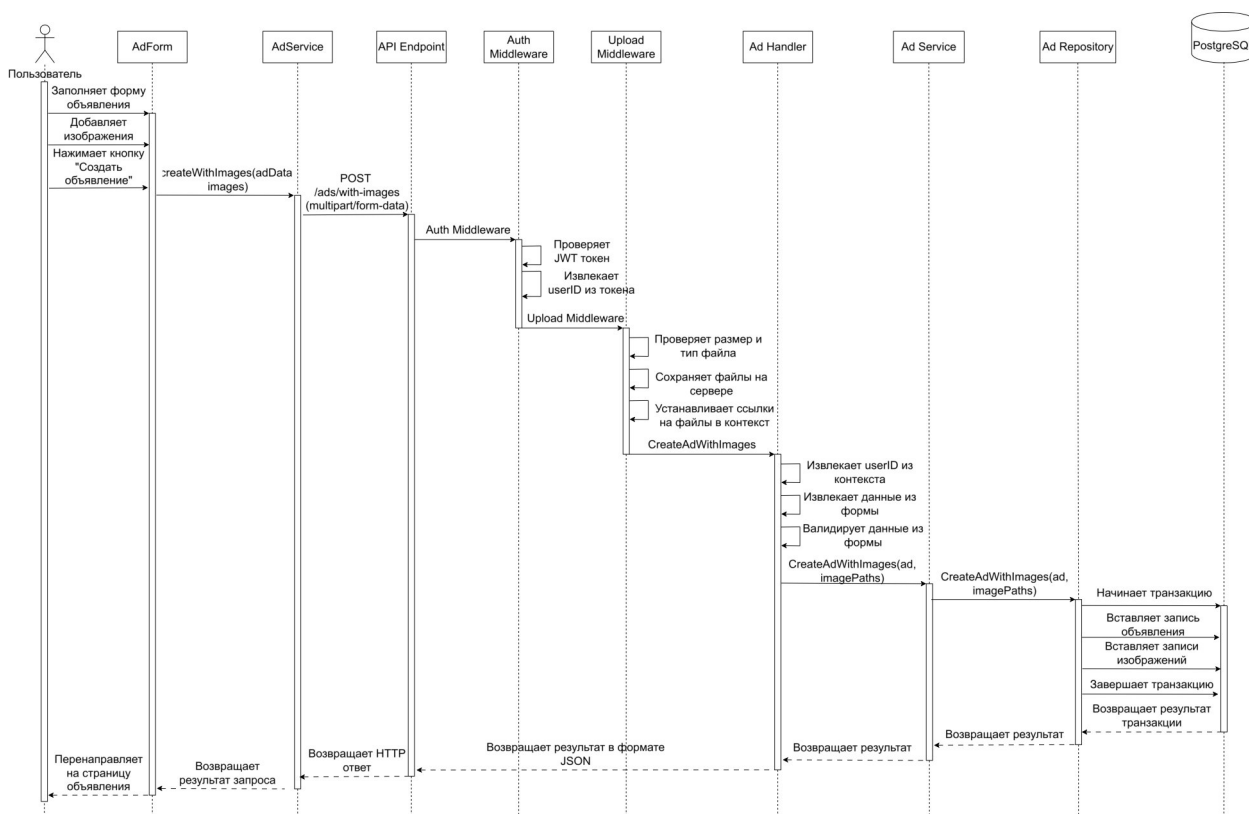 AdForm
AdService
API Endpoint
Auth
Middleware
Upload
Middleware
Ad Handler
Ad Service
Ad Repository
PostgreSQ
Пользователь
Заполняет форму
объявления
Добавляет
изображения
Нажимает кнопку
"Создать
объявление"
createWithImages(adData
images)
POST
/ads/with-images
(multipart/form-data)
Auth Middleware
Проверяет
JWT токен
Извлекает
userID из токена
Upload Middleware
Проверяет размер и
тип файла
Сохраняет файлы на
сервере
Устанавливает ссылки
на файлы в контекст
CreateAdWithImages
Извлекает userID из
контекста
Извлекает данные из
формы
Валидирует данные из
формы
CreateAdWithImages(ad,
imagePaths)
CreateAdWithImages(ad,
imagePaths)
Начинает транзакцию
Вставляет запись
объявления
Вставляет записи
изображений
Завершает транзакцию
Возвращает результат
транзакции
Возвращает результат
Возвращает результат
Возвращает результат в формате
JSON
Возвращает HTTP
ответ
Возвращает
результат запроса
Перенаправляет
на страницу
объявления